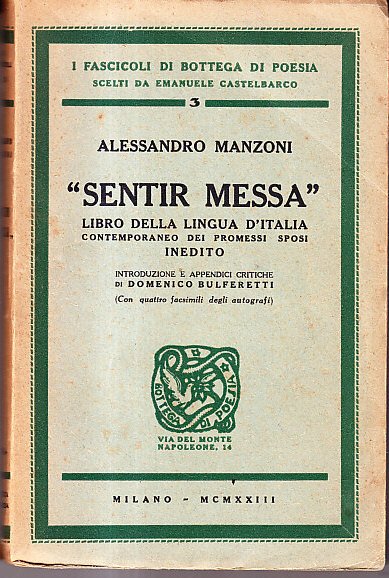 I FASCICOLI DI BOTTEGA DI POESIA
SCELTI DA EMANUELE CASTELBARCO
3
ALESSANDRO MANZONI
“SENTIR MESSA”
LIBRO DELLA LINGUA D'ITALIA
CONTEMPORANEO DEI PROMESSI SPOSI
INEDITO
INTRODUZIONE E APPENDICI CRITICHE
DI DOMENICO BULFERETTI
(Con quattro facsimili degli autografi)
BOTTEGA DI POESIA
VIA DEL MONTE
NAPOLEONE, 14
MILANO - MCMXXIII